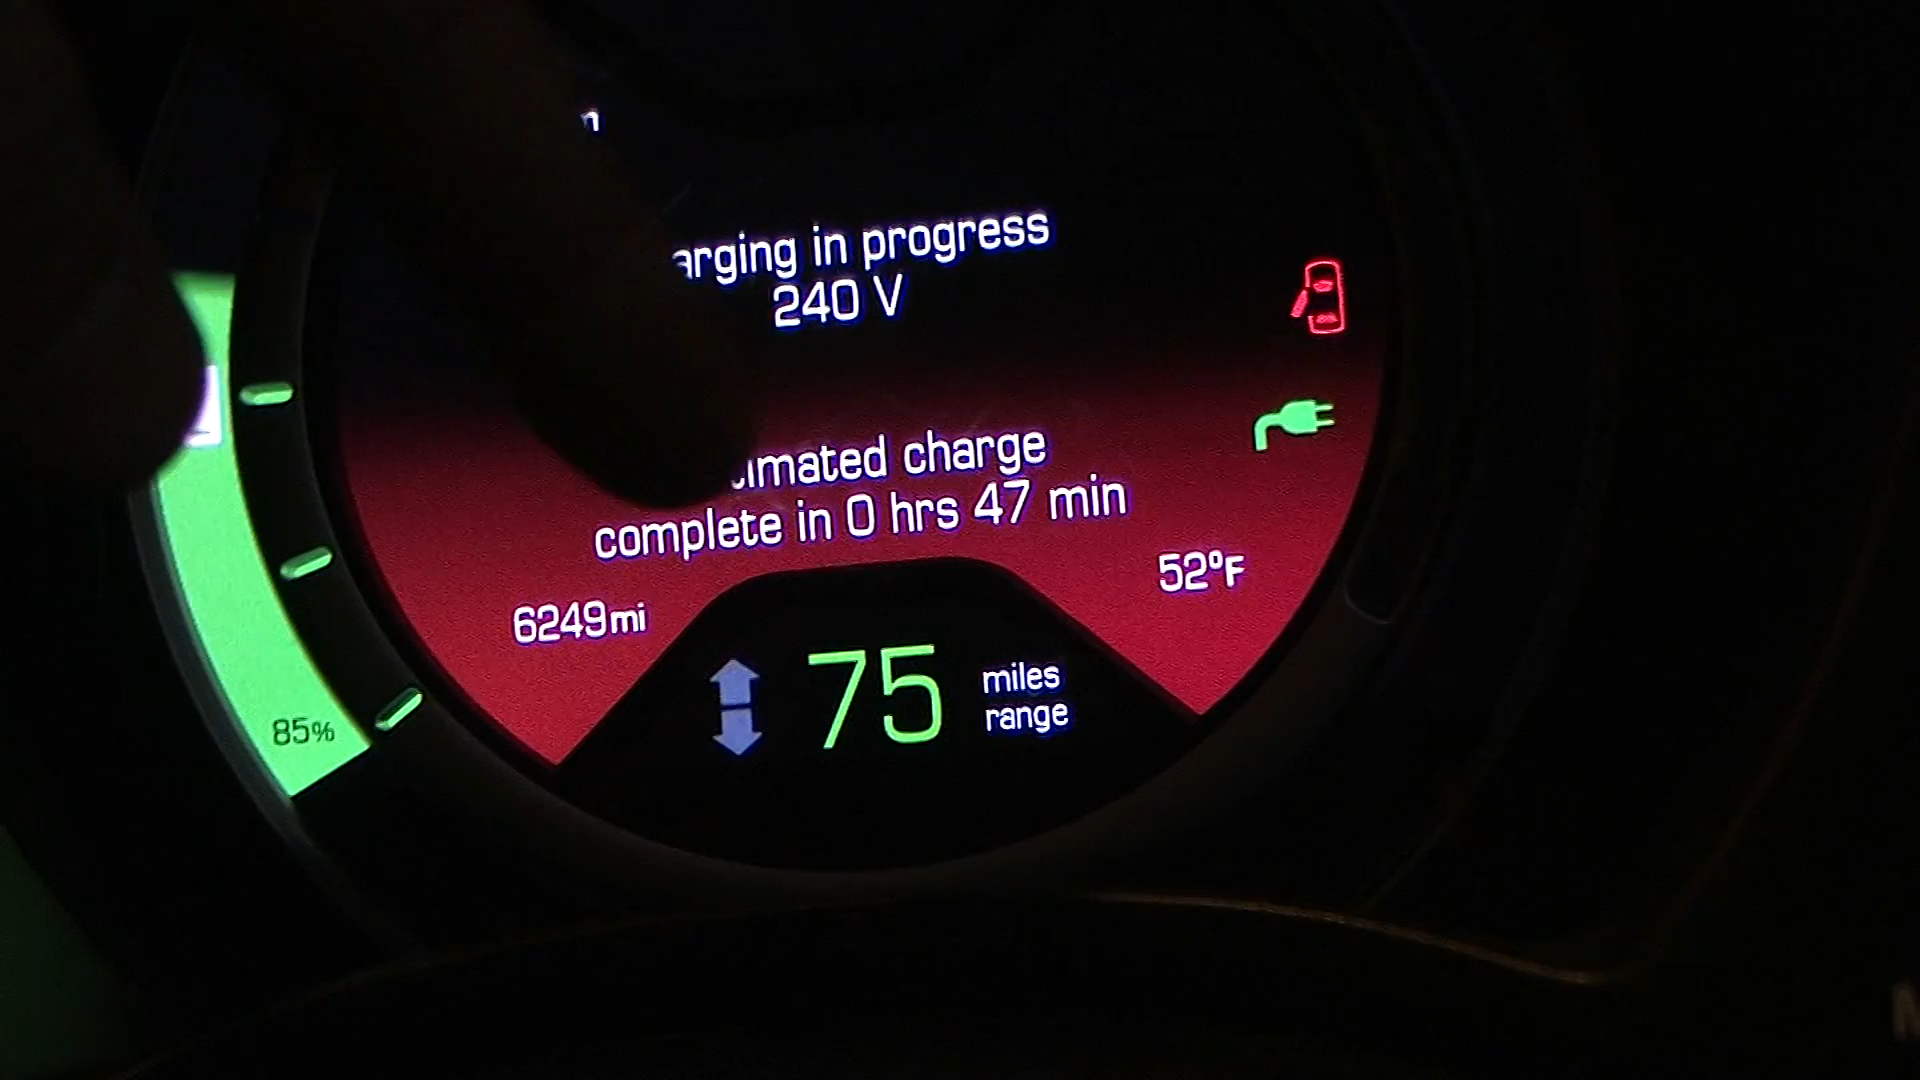 arging in progress
240 V
imated charge
complete in 0 hrs 47 min
52°F
6249mi
75 miles
range
85%